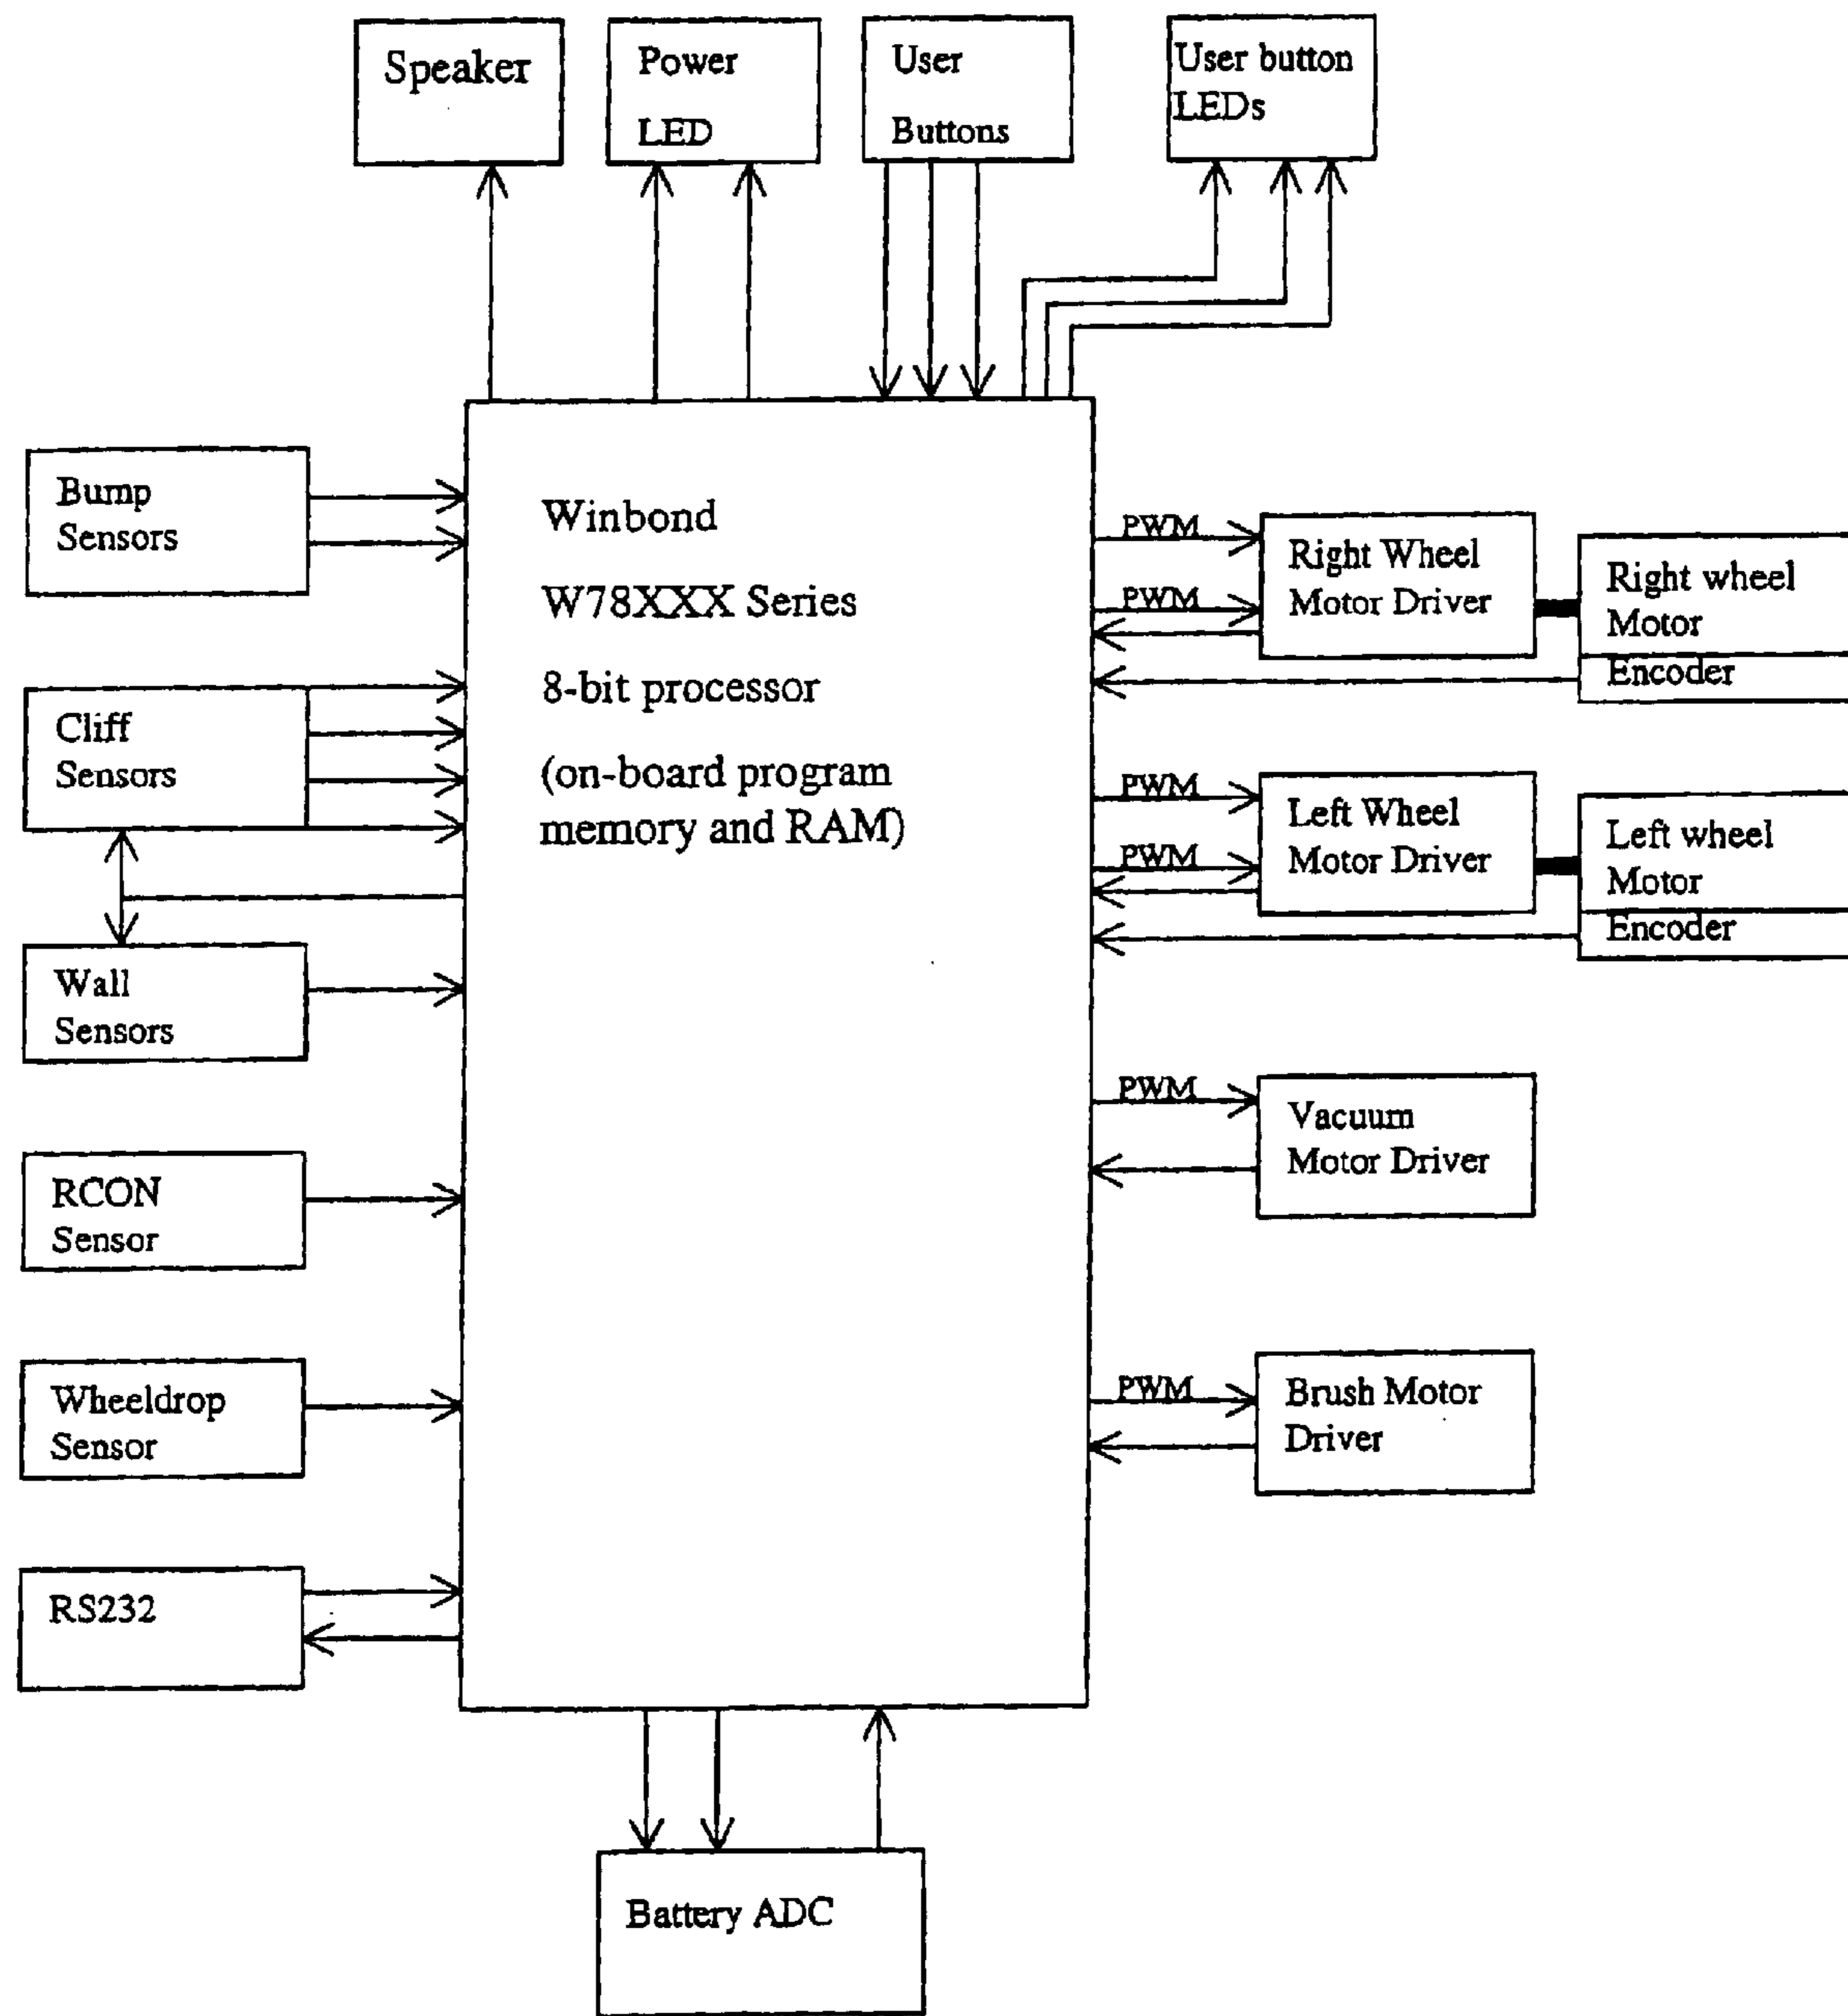 Speaker
Power
LED
User
Buttons
User button
LEDs
Bump
Sensors
Cliff
Sensors
Wall
Sensors
RCON
Sensor
Wheeldrop
Sensor
RS232
Winbond
W78XXX Series
8-bit processor
(on-board program
memory and RAM)
PWM
PWM
Right Wheel
Motor Driver
Right wheel
Motor
Encoder
PWM
PWM
Left Wheel
Motor Driver
Left wheel
Motor
Encoder
PWM
Vacuum
Motor Driver
PWM
Brush Motor
Driver
Battery ADC